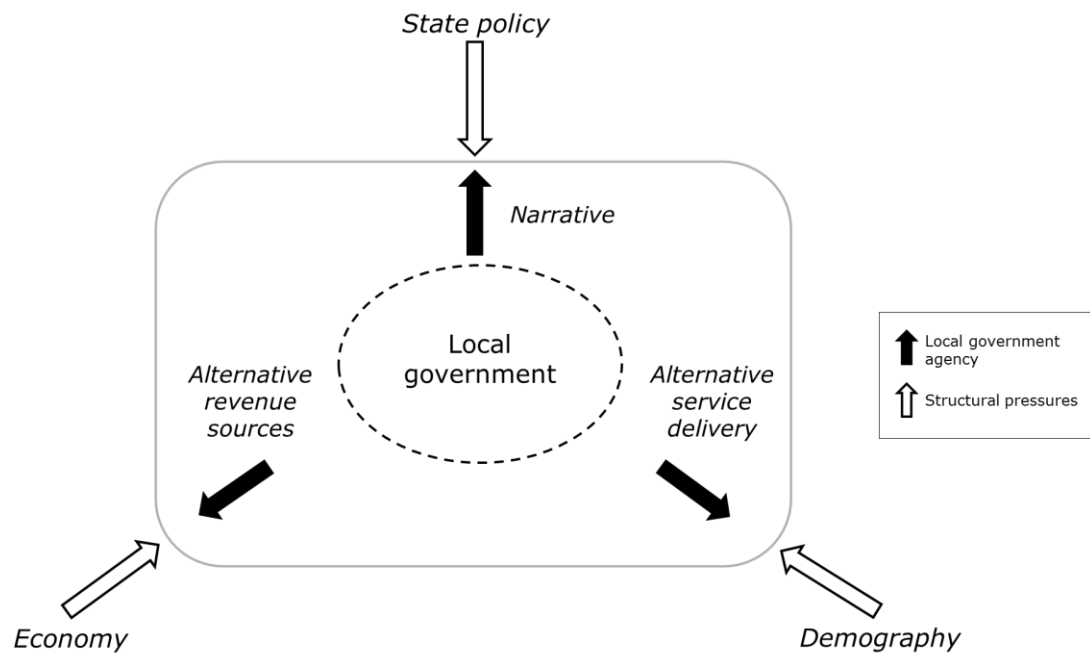 State policy
Narrative
Local
government
Alternative
revenue
sources
Alternative
service
delivery
Local government
agency
Structural pressures
Economy
Demography